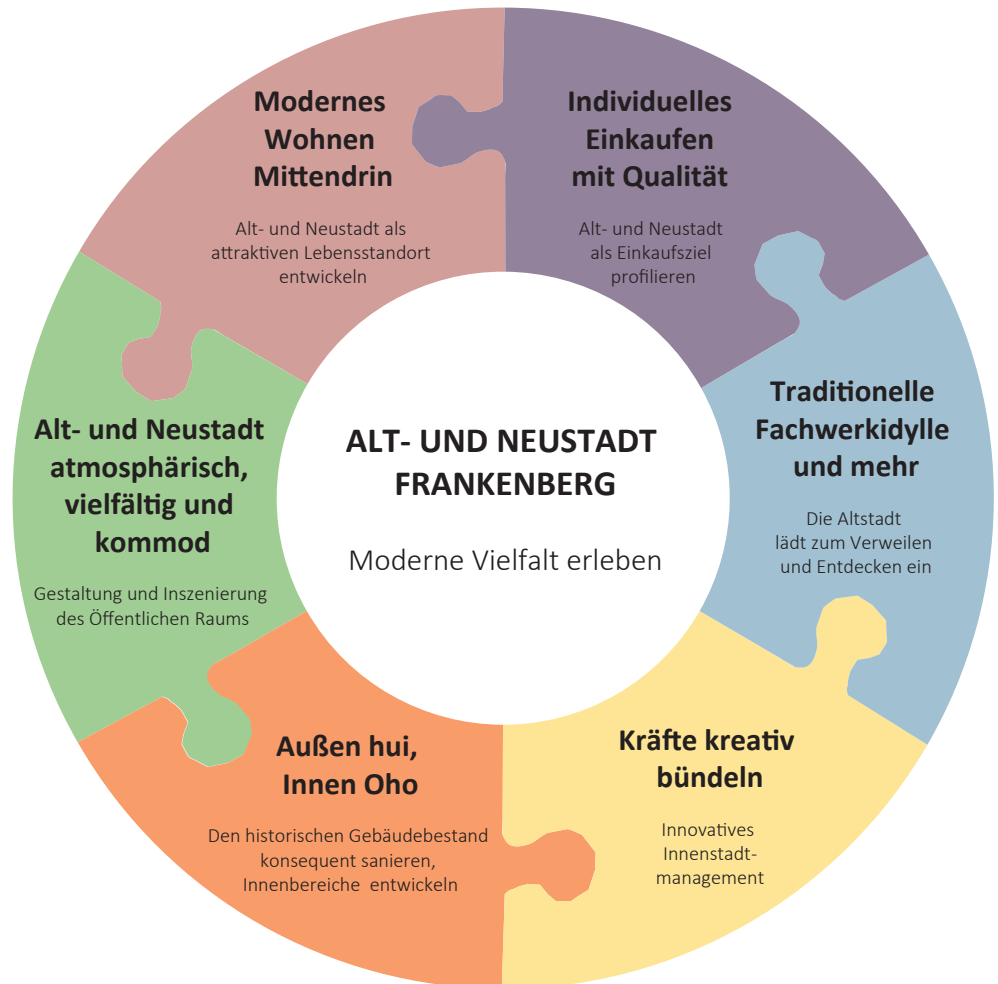 Modernes
Wohnen
Mittendrin
Alt- und Neustadt als
attraktiven Lebensstandort
entwickeln
Individuelles
Einkaufen
mit Qualität
Alt- und Neustadt
als Einkaufsziel
profilieren
Traditionelle
Fachwerkidylle
und mehr
Die Altstadt
lädt zum Verweilen
und Entdecken ein
Kräfte kreativ
bündeln
Innovatives
Innenstadt-
management
Außen hui,
Innen Oho
Den historischen Gebäudebestand
konsequent sanieren,
Innenbereiche entwickeln
Alt- und Neustadt
atmosphärisch,
vielfältig und
kommod
Gestaltung und Inszenierung
des Öffentlichen Raums
ALT- UND NEUSTADT
FRANKENBERG
Moderne Vielfalt erleben